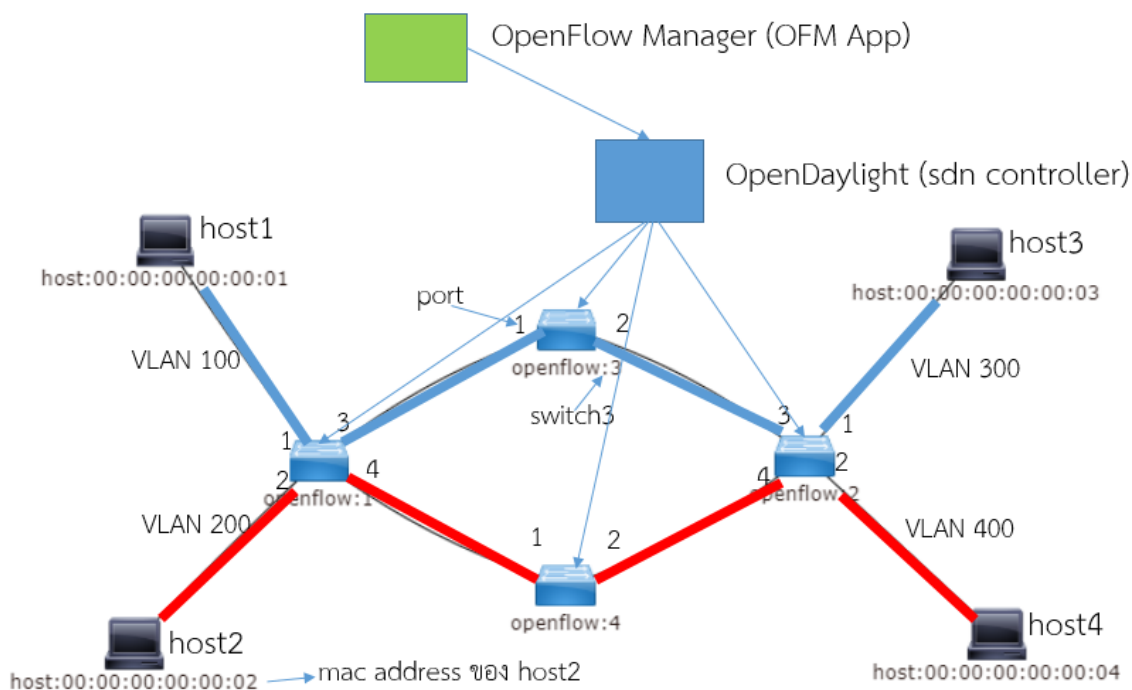 OpenFlow Manager (OFM App)
OpenDaylight (sdn controller)
host1
host:00:00:00:00:00:01
host3
host:00:00:00:00:00:03
port
1
2
openflow:3
switch3
VLAN 100
VLAN 300
1
3
2
4
openflow:1
3
1
4
2
openflow:2
VLAN 200
VLAN 400
1
2
openflow:4
host2
host:00:00:00:00:00:02
mac address ของ host2
host4
host:00:00:00:00:00:04